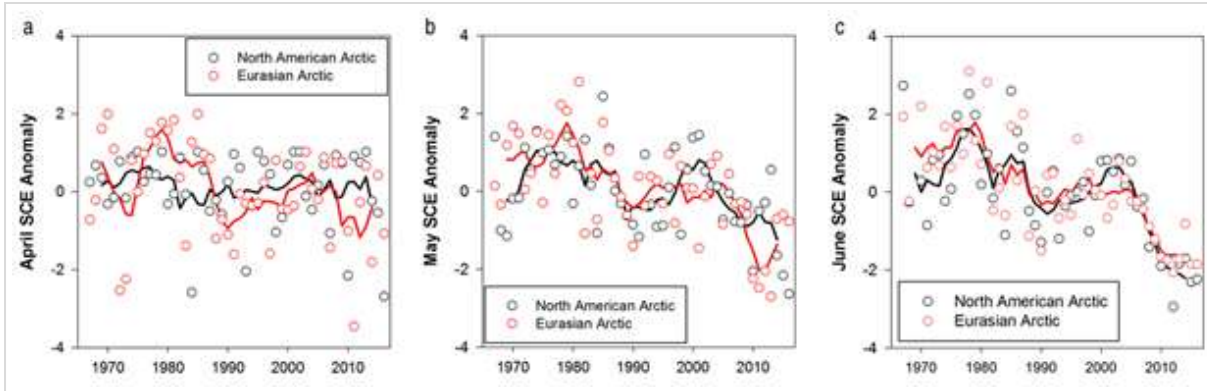 a
4
2
0
-2
-4
April SCE Anomaly
North American Arctic
Eurasian Arctic
1970
1980
1990
2000
2010
b
4
2
0
-2
-4
May SCE Anomaly
North American Arctic
Eurasian Arctic
1970
1980
1990
2000
2010
c
4
2
0
-2
-4
June SCE Anomaly
North American Arctic
Eurasian Arctic
1970
1980
1990
2000
2010